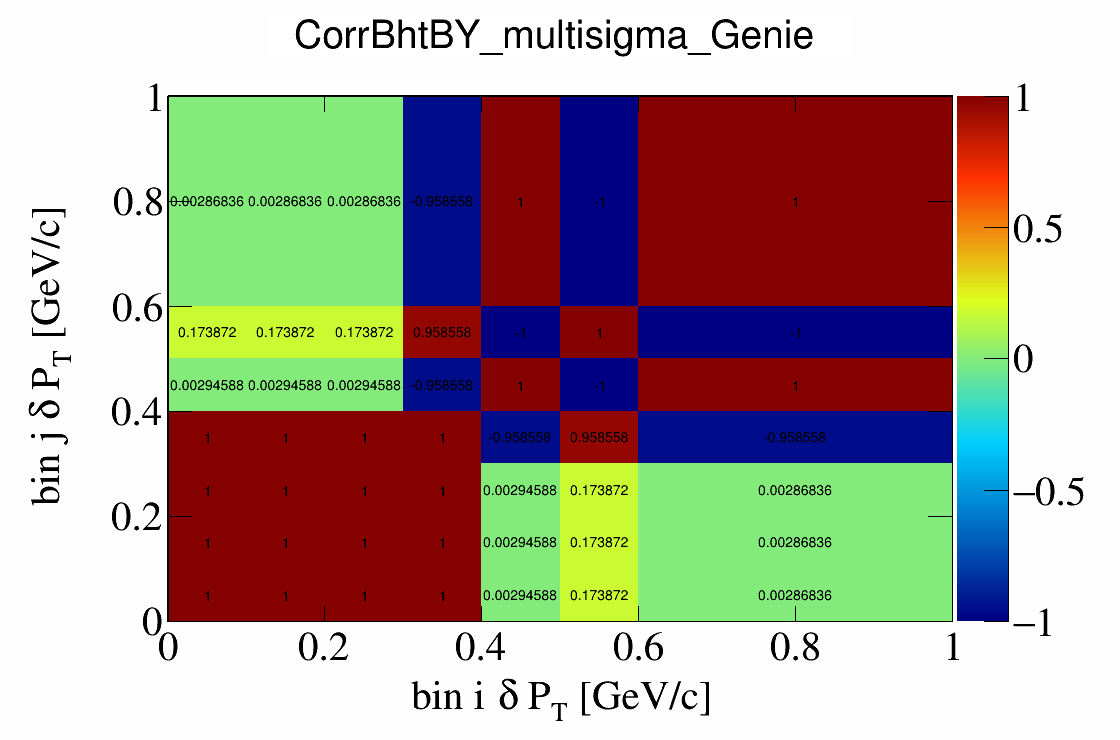 CorrBhtBY_multisigma_Genie
1
0.8
0.6
0.4
0.2
0
bin j δ P_T [GeV/c]
0.00286836 0.00286836 0.00286836 -0.958558 1 -1 1
0.173872 0.173872 0.173872 0.958558 -1 1 -1
0.00294588 0.00294588 0.00294588 -0.958558 1 -1 1
1 1 1 1 -0.958558 0.958558 -0.958558
1 1 1 1 0.00294588 0.173872 0.00286836
1 1 1 1 0.00294588 0.173872 0.00286836
1 1 1 1 0.00294588 0.173872 0.00286836
0 0.2 0.4 0.6 0.8 1
bin i δ P_T [GeV/c]
1
0.5
0
−0.5
−1